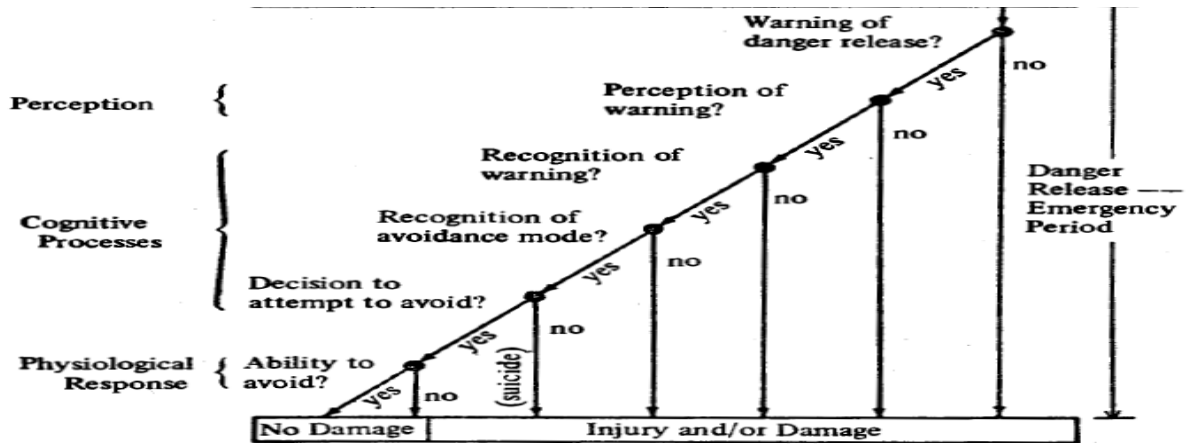 Warning of
danger release?
no
yes
Perception
Perception of
warning?
no
yes
Recognition of
warning?
no
yes
Danger
Release
Emergency
Period
Cognitive
Processes
Recognition of
avoidance mode?
no
yes
Decision to
attempt to avoid?
no
yes
(suicide)
Physiological
Response
Ability to
avoid?
no
yes
No Damage
Injury and/or Damage